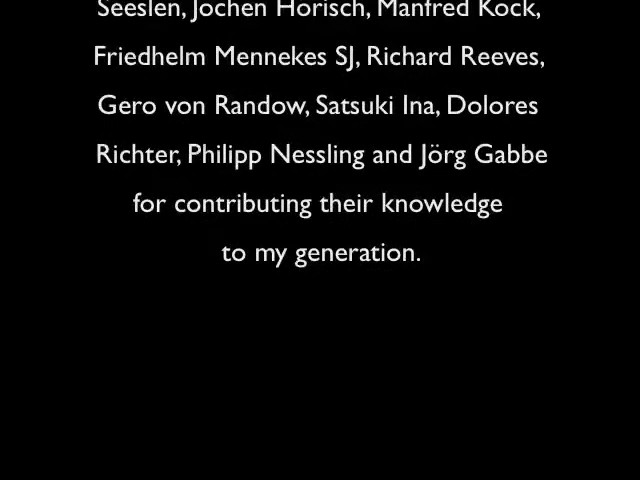 Seeslen, Jochen Hörisch, Manfred Kock,
Friedhelm Mennekes SJ, Richard Reeves,
Gero von Randow, Satsuki Ina, Dolores
Richter, Philipp Nessling and Jörg Gabbe
for contributing their knowledge
to my generation.